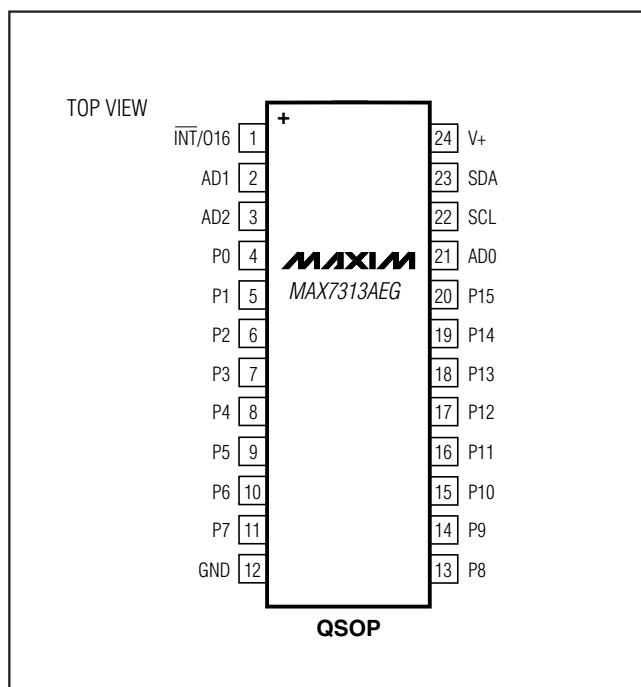 TOP VIEW
+
I̅N̅T̅/O16 1 24 V+
AD1 2 23 SDA
AD2 3 22 SCL
P0 4 MAXIM 21 AD0
P1 5 MAX7313AEG 20 P15
P2 6 19 P14
P3 7 18 P13
P4 8 17 P12
P5 9 16 P11
P6 10 15 P10
P7 11 14 P9
GND 12 13 P8
QSOP